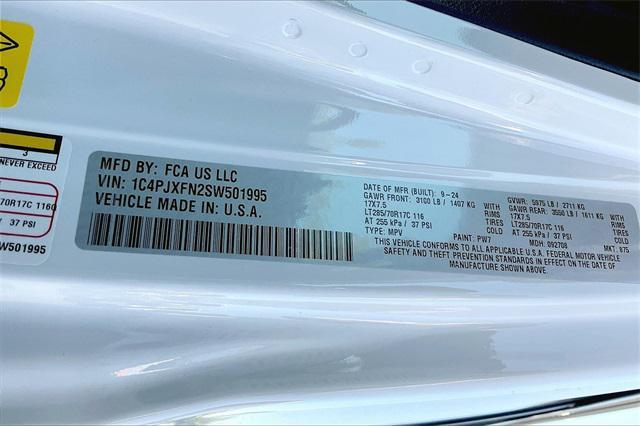 3
NEVER EXCEED
70R17C 116
37 PSI
W501995
MFD BY: FCA US LLC
VIN: 1C4PJXFN2SW501995
VEHICLE MADE IN: U.S.A.
DATE OF MFR (BUILT): 9-24 GVWR: 5975 LB / 2711 KG
GAWR FRONT: 3100 LB / 1407 KG WITH GAWR REAR: 3550 LB / 1611 KG WITH
17X7.5 RIMS 17X7.5 RIMS
LT285/70R17C 116 TIRES LT285/70R17C 116 TIRES
AT 255 kPa / 37 PSI COLD AT 255 kPa / 37 PSI COLD
TYPE: MPV PAINT: PW7 MDH: 092708 MKT: 875
THIS VEHICLE CONFORMS TO ALL APPLICABLE U.S.A. FEDERAL MOTOR VEHICLE
SAFETY AND THEFT PREVENTION STANDARDS IN EFFECT ON THE DATE OF
MANUFACTURE SHOWN ABOVE.